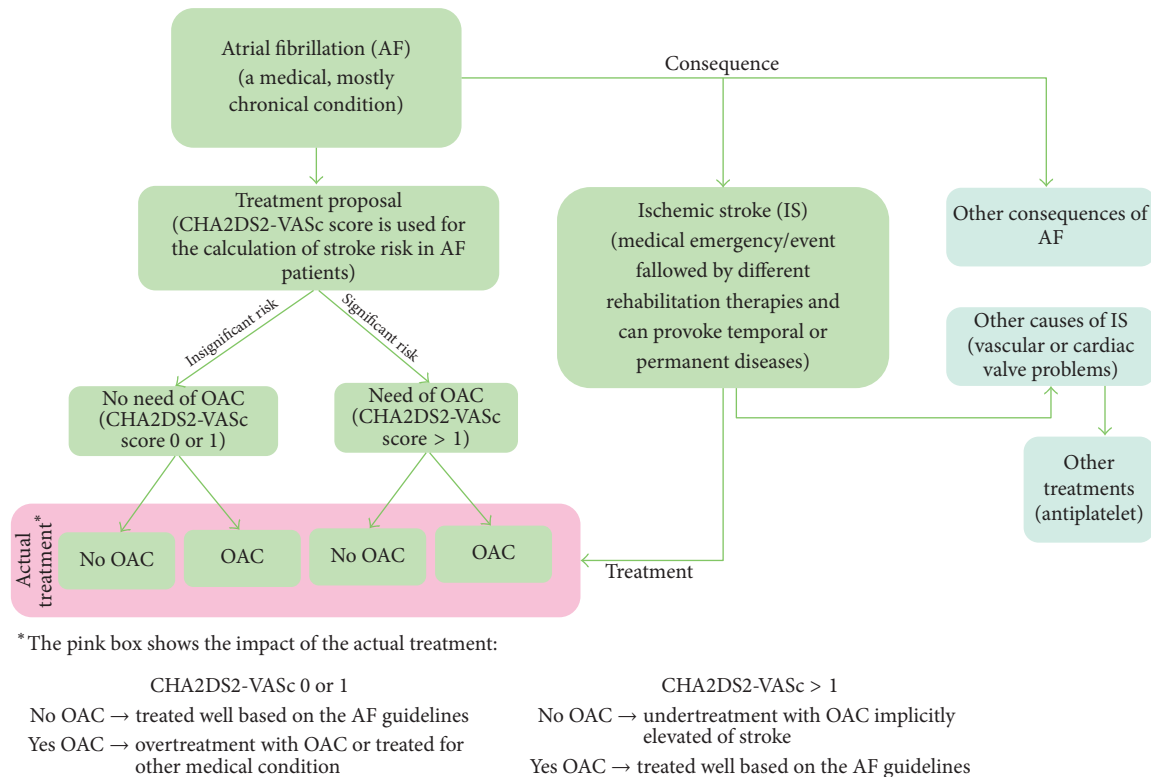 Atrial fibrillation (AF)
(a medical, mostly
chronical condition)
Consequence
Treatment proposal
(CHA2DS2-VASc score is used for
the calculation of stroke risk in AF
patients)
Ischemic stroke (IS)
(medical emergency/event
fallowed by different
rehabilitation therapies and
can provoke temporal or
permanent diseases)
Other consequences of
AF
Insignificant risk
Significant risk
Other causes of IS
(vascular or cardiac
valve problems)
No need of OAC
(CHA2DS2-VASc
score 0 or 1)
Need of OAC
(CHA2DS2-VASc
score > 1)
Other
treatments
(antiplatelet)
Actual
treatment*
No OAC
OAC
No OAC
OAC
Treatment
*The pink box shows the impact of the actual treatment:
CHA2DS2-VASc 0 or 1
No OAC → treated well based on the AF guidelines
Yes OAC → overtreatment with OAC or treated for
other medical condition
CHA2DS2-VASc > 1
No OAC → undertreatment with OAC implicitly
elevated of stroke
Yes OAC → treated well based on the AF guidelines